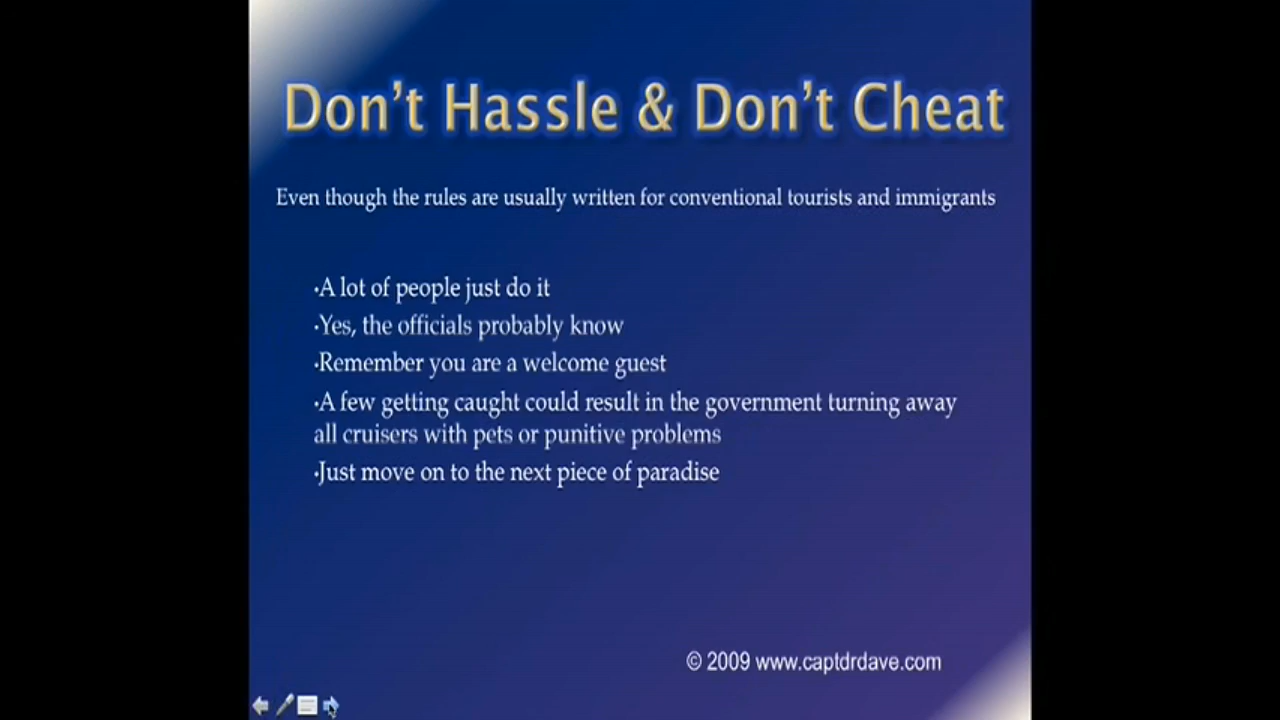 Don't Hassle & Don't Cheat
Even though the rules are usually written for conventional tourists and immigrants
•A lot of people just do it
•Yes, the officials probably know
•Remember you are a welcome guest
•A few getting caught could result in the government turning away
all cruisers with pets or punitive problems
•Just move on to the next piece of paradise
© 2009 www.captdrdave.com